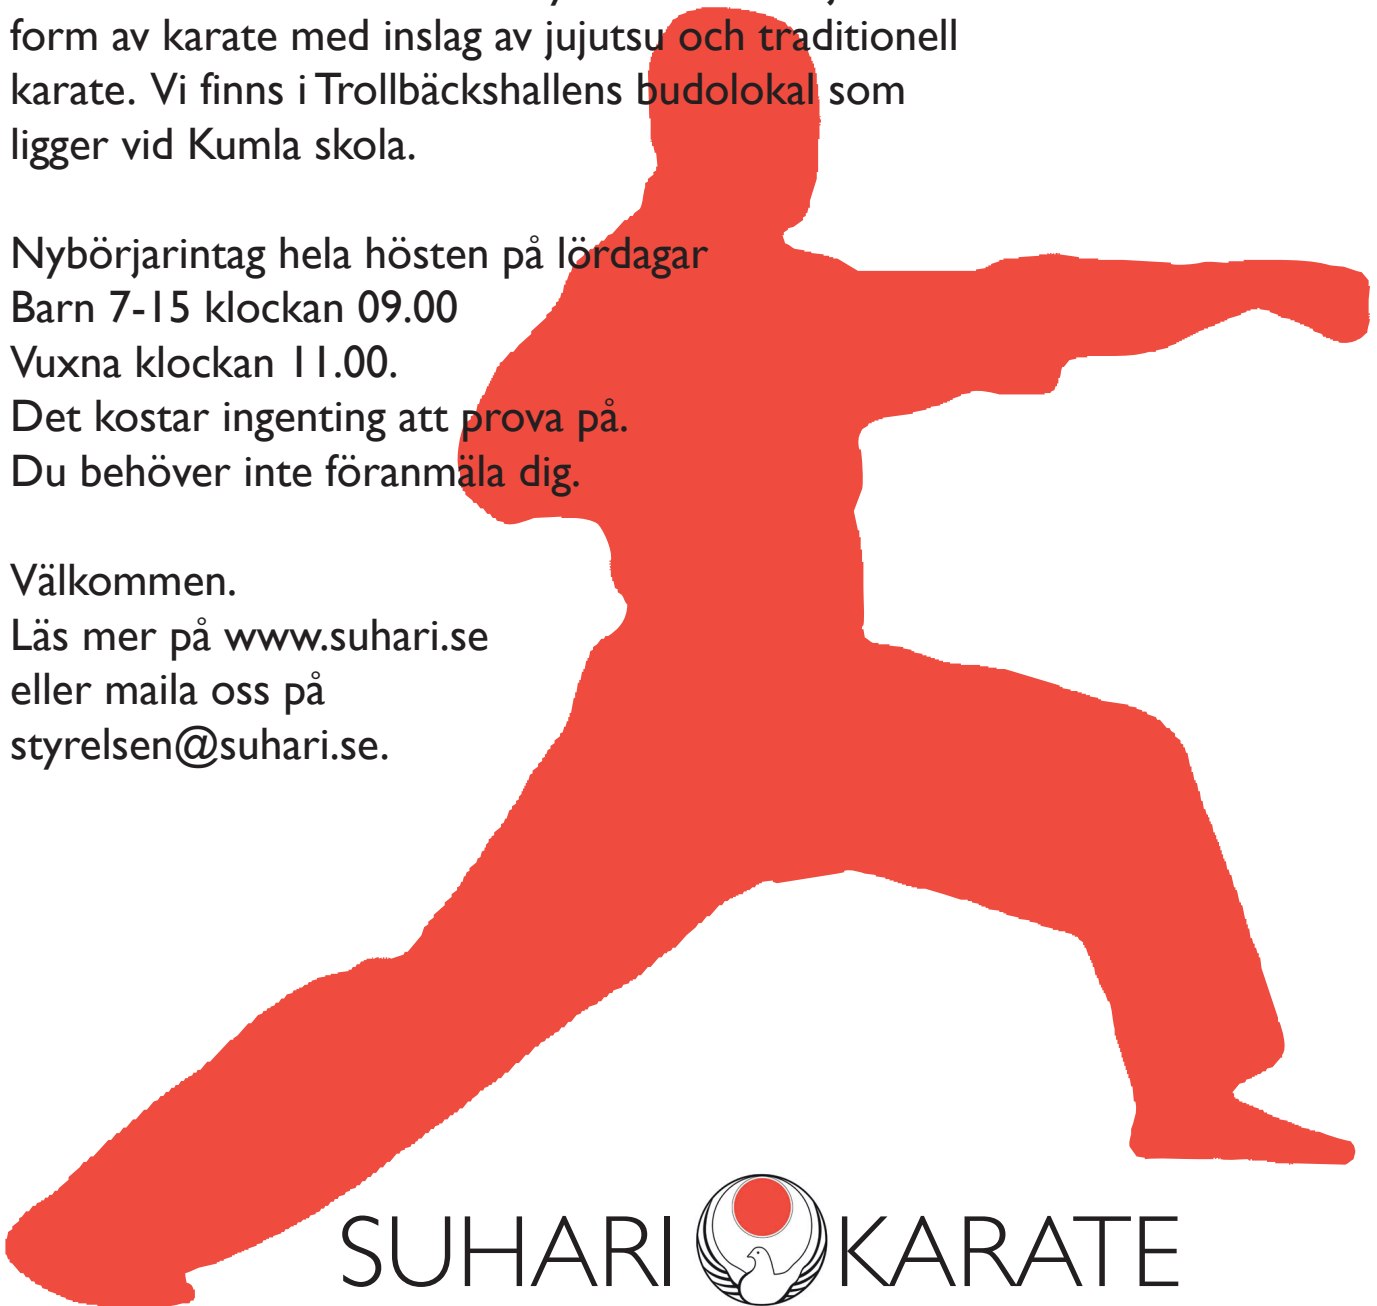 form av karate med inslag av jujutsu och traditionell
karate. Vi finns i Trollbäckshallens budolokal som
ligger vid Kumla skola.
Nybörjarintag hela hösten på lördagar
Barn 7-15 klockan 09.00
Vuxna klockan 11.00.
Det kostar ingenting att prova på.
Du behöver inte föranmäla dig.
Välkommen.
Läs mer på www.suhari.se
eller maila oss på
styrelsen@suhari.se.
SUHARI KARATE